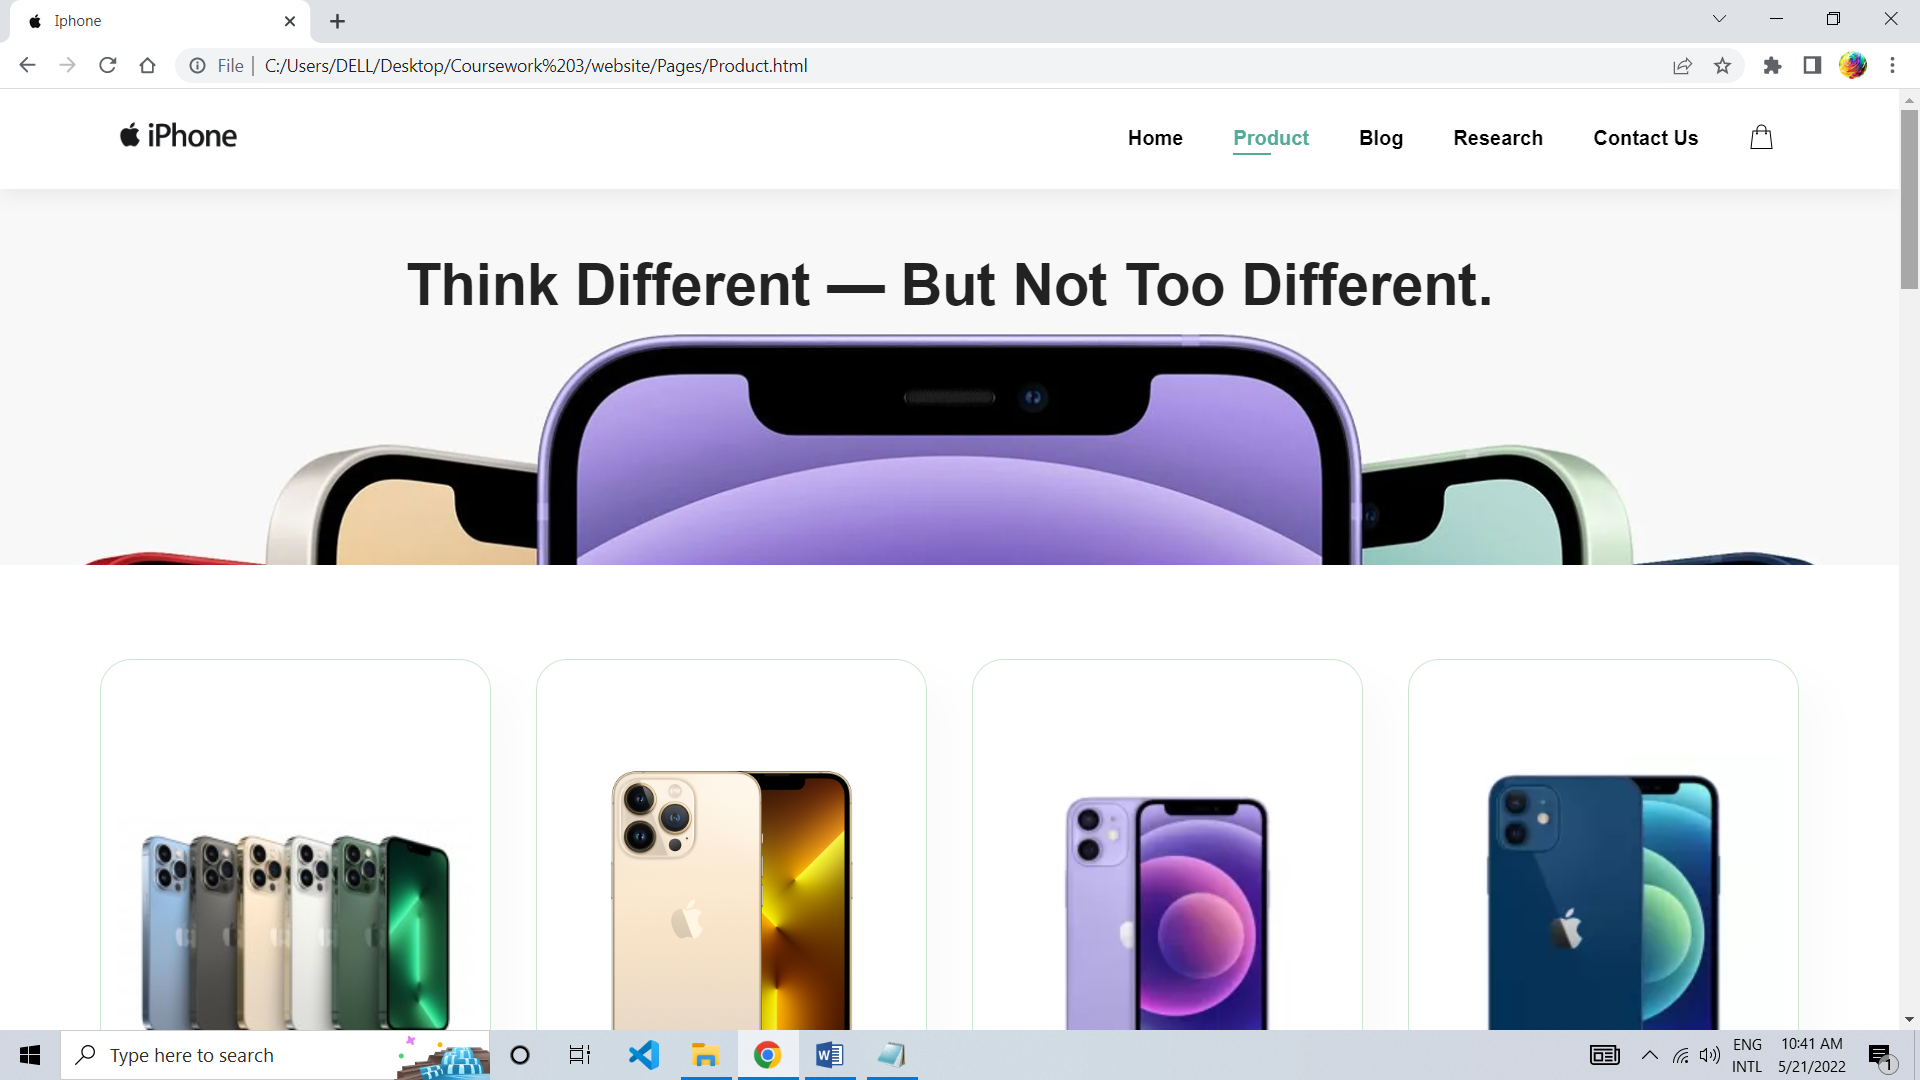 Iphone
File
C:/Users/DELL/Desktop/Coursework%203/website/Pages/Product.html
iPhone
Home
Product
Blog
Research
Contact Us
Think Different — But Not Too Different.
Type here to search
ENG
INTL
10:41 AM
5/21/2022
1